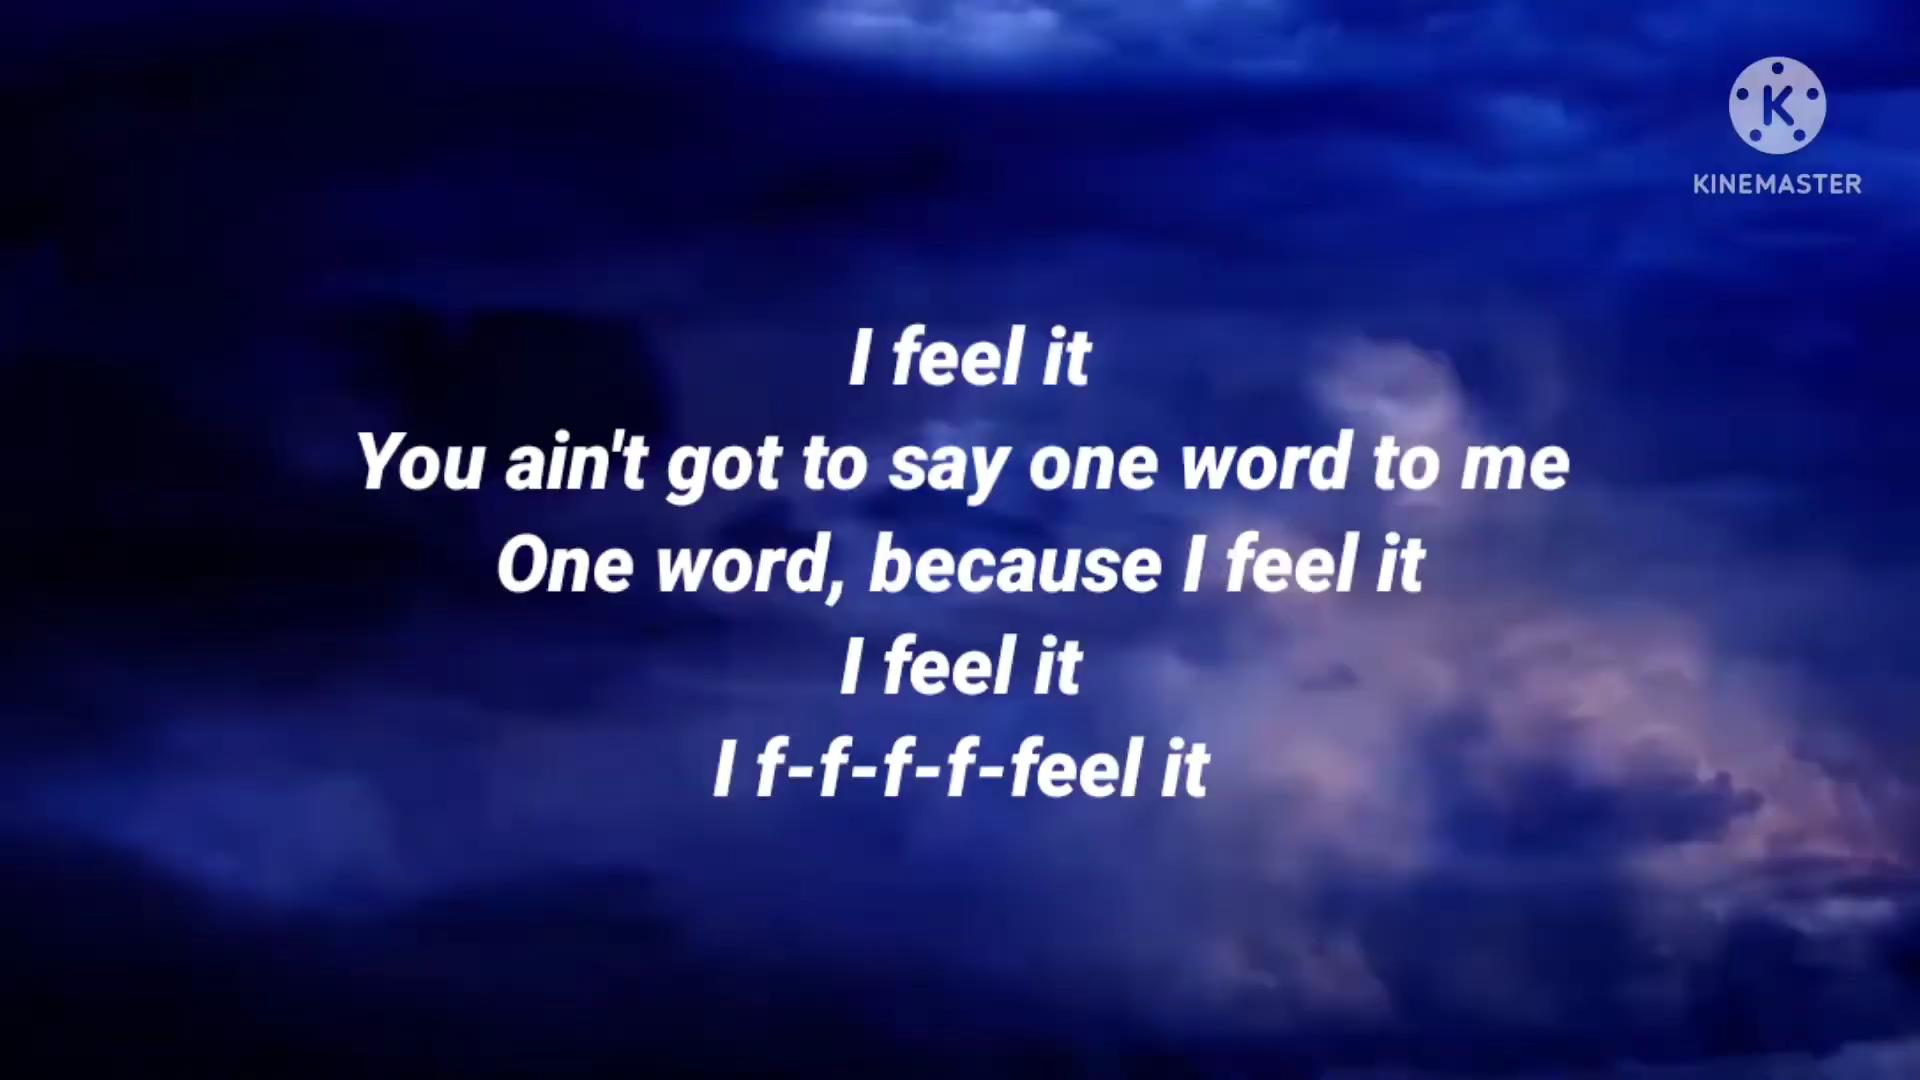 KINEMASTER
I feel it
You ain't got to say one word to me
One word, because I feel it
I feel it
I f-f-f-f-feel it